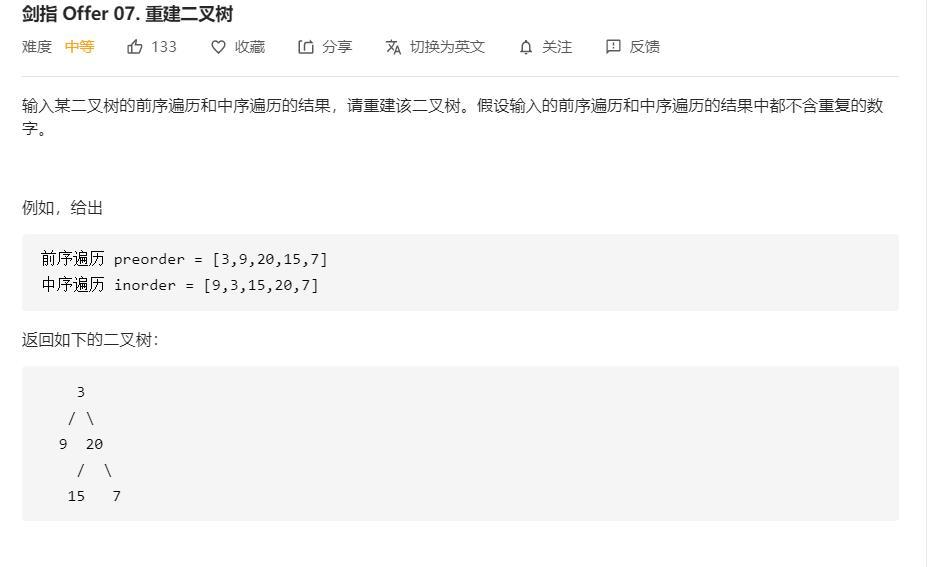 剑指 Offer 07. 重建二叉树
难度 中等 133 收藏 分享 切换为英文 关注 反馈
输入某二叉树的前序遍历和中序遍历的结果，请重建该二叉树。假设输入的前序遍历和中序遍历的结果中都不含重复的数
字。
例如，给出
前序遍历 preorder = [3,9,20,15,7]
中序遍历 inorder = [9,3,15,20,7]
返回如下的二叉树：
3
/ \
9 20
/ \
15 7